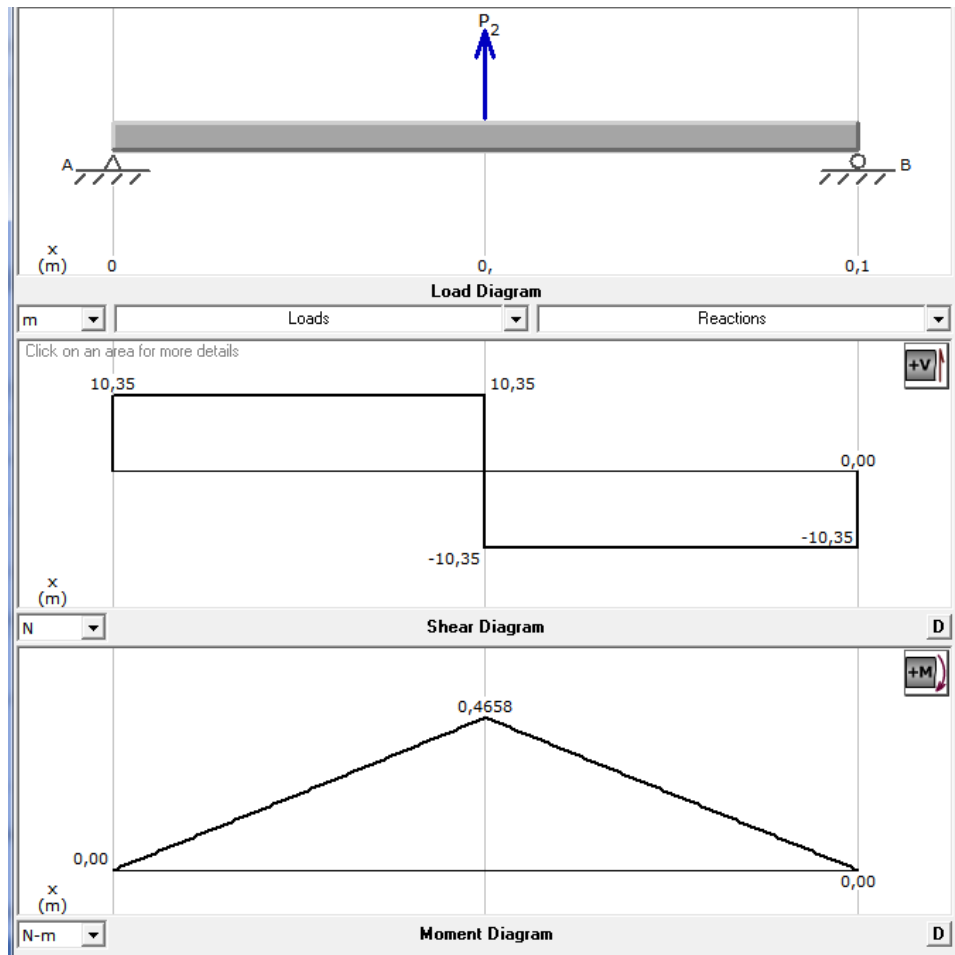 P2
A
B
x
(m)
0
0,
0,1
Load Diagram
m
Loads
Reactions
Click on an area for more details
+V
10,35
10,35
0,00
-10,35
-10,35
x
(m)
N
Shear Diagram
D
+M
0,4658
0,00
0,00
x
(m)
N-m
Moment Diagram
D